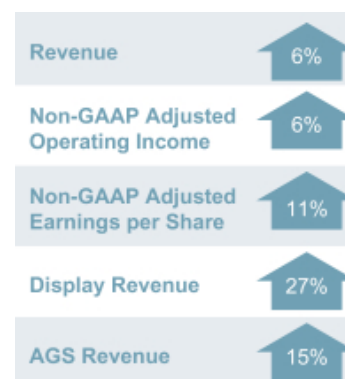 Revenue 6%
Non-GAAP Adjusted
Operating Income 6%
Non-GAAP Adjusted
Earnings per Share 11%
Display Revenue 27%
AGS Revenue 15%